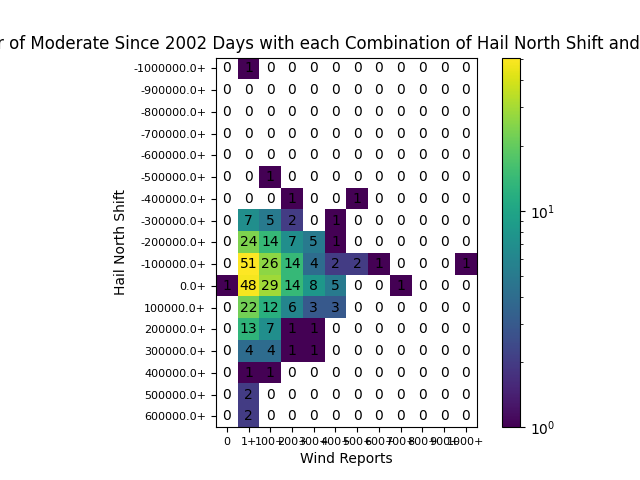 r of Moderate Since 2002 Days with each Combination of Hail North Shift and
-1000000.0+ 0 1 0 0 0 0 0 0 0 0 0 0
-900000.0+ 0 0 0 0 0 0 0 0 0 0 0 0
-800000.0+ 0 0 0 0 0 0 0 0 0 0 0 0
-700000.0+ 0 0 0 0 0 0 0 0 0 0 0 0
-600000.0+ 0 0 0 0 0 0 0 0 0 0 0 0
-500000.0+ 0 0 1 0 0 0 0 0 0 0 0 0
-400000.0+ 0 0 0 1 0 0 1 0 0 0 0 0
-300000.0+ 0 7 5 2 0 1 0 0 0 0 0 0
-200000.0+ 0 24 14 7 5 1 0 0 0 0 0 0
-100000.0+ 0 51 26 14 4 2 2 1 0 0 0 1
0.0+ 1 48 29 14 8 5 0 0 1 0 0 0
100000.0+ 0 22 12 6 3 3 0 0 0 0 0 0
200000.0+ 0 13 7 1 1 0 0 0 0 0 0 0
300000.0+ 0 4 4 1 1 0 0 0 0 0 0 0
400000.0+ 0 1 1 0 0 0 0 0 0 0 0 0
500000.0+ 0 2 0 0 0 0 0 0 0 0 0 0
600000.0+ 0 2 0 0 0 0 0 0 0 0 0 0
0 1+ 100+ 200+ 300+ 400+ 500+ 600+ 700+ 800+ 900+ 1000+
Wind Reports
Hail North Shift
10¹
10⁰